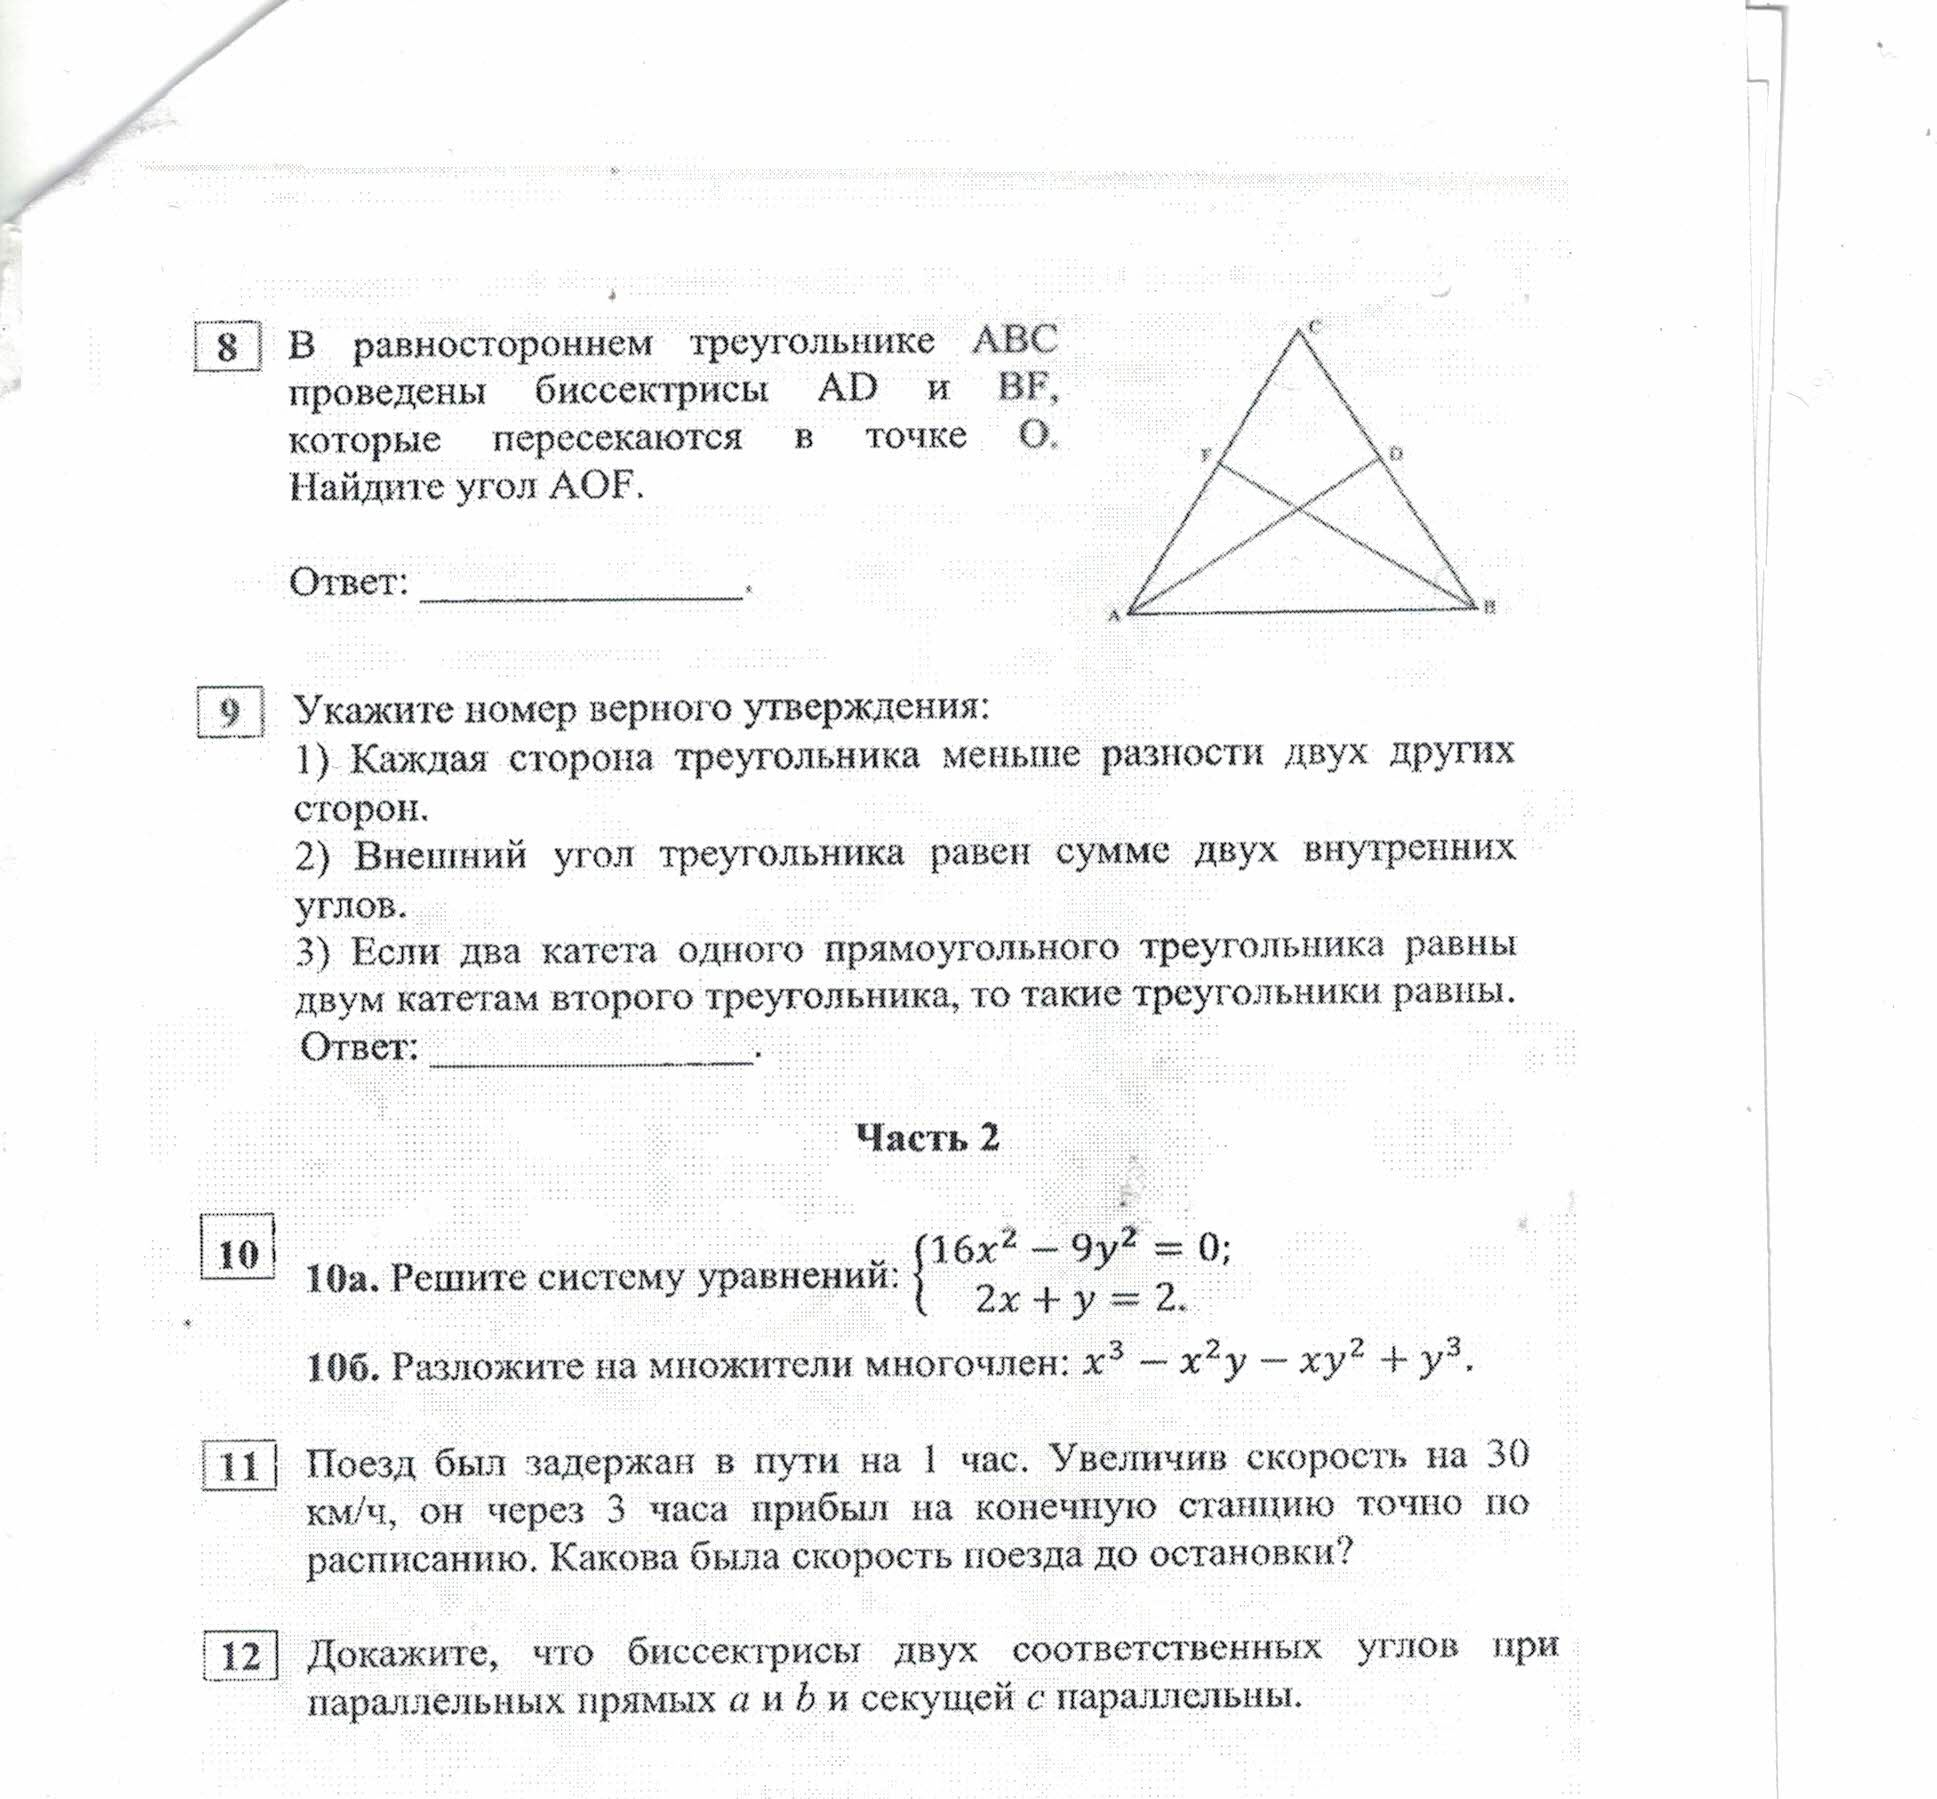 8 В равностороннем треугольнике ABC
проведены биссектрисы AD и BF,
которые пересекаются в точке O.
Найдите угол AOF.
Ответ: ________________.
C
F
D
A
B
9 Укажите номер верного утверждения:
1) Каждая сторона треугольника меньше разности двух других
сторон.
2) Внешний угол треугольника равен сумме двух внутренних
углов.
3) Если два катета одного прямоугольного треугольника равны
двум катетам второго треугольника, то такие треугольники равны.
Ответ: ________________.
Часть 2
10 10а. Решите систему уравнений: {16x² − 9y² = 0;
2x + y = 2.
10б. Разложите на множители многочлен: x³ − x²y − xy² + y³.
11 Поезд был задержан в пути на 1 час. Увеличив скорость на 30
км/ч, он через 3 часа прибыл на конечную станцию точно по
расписанию. Какова была скорость поезда до остановки?
12 Докажите, что биссектрисы двух соответственных углов при
параллельных прямых a и b и секущей c параллельны.